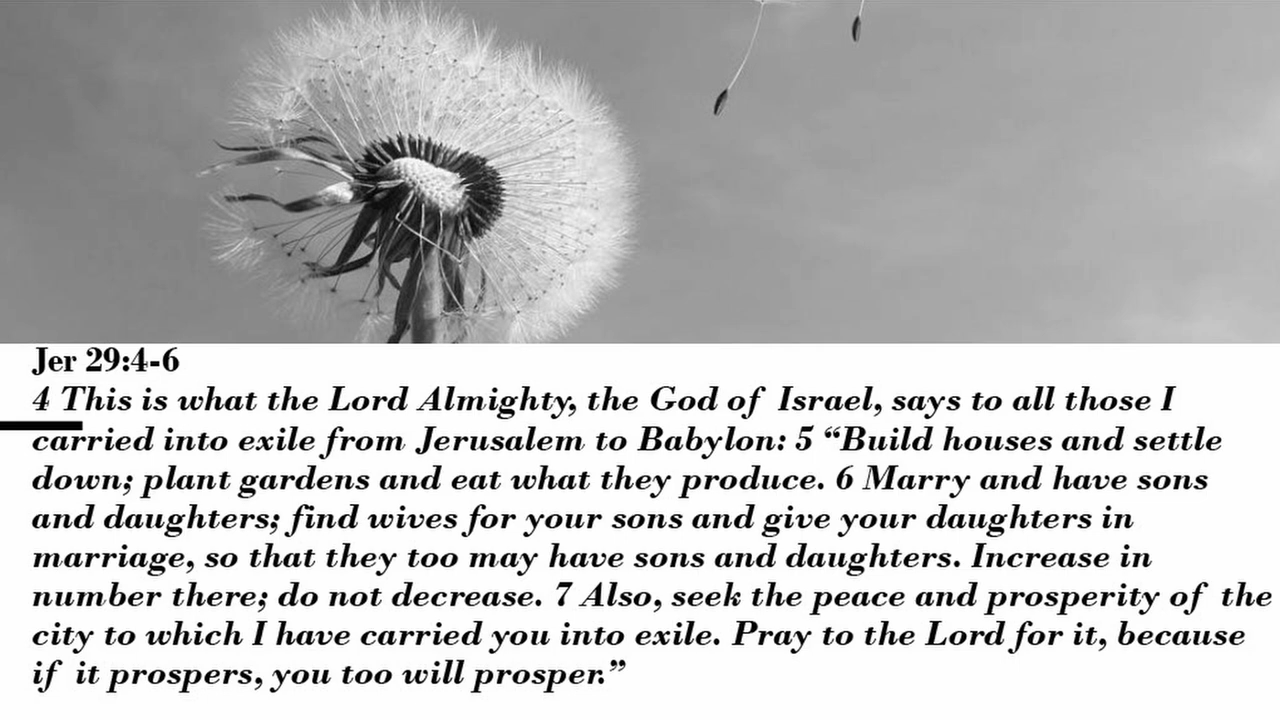 Jer 29:4-6
4 This is what the Lord Almighty, the God of Israel, says to all those I
carried into exile from Jerusalem to Babylon: 5 “Build houses and settle
down; plant gardens and eat what they produce. 6 Marry and have sons
and daughters; find wives for your sons and give your daughters in
marriage, so that they too may have sons and daughters. Increase in
number there; do not decrease. 7 Also, seek the peace and prosperity of the
city to which I have carried you into exile. Pray to the Lord for it, because
if it prospers, you too will prosper.”